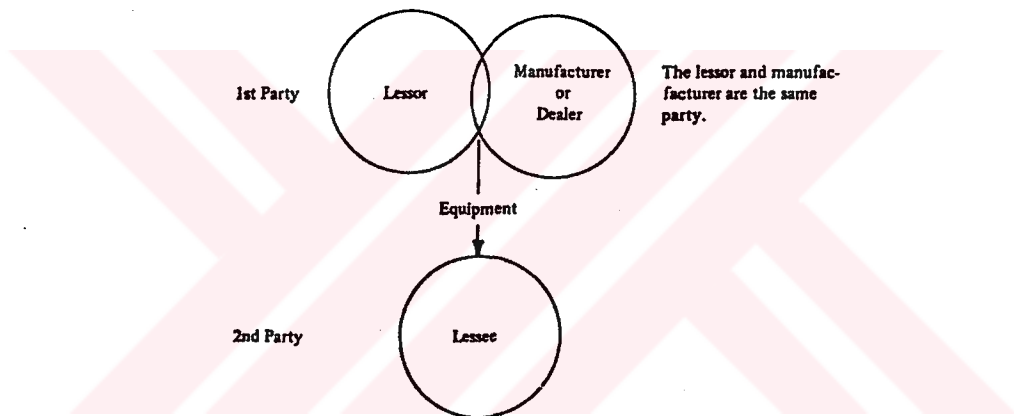 1st Party
Lessor
Manufacturer
or
Dealer
The lessor and manufac-
facturer are the same
party.
Equipment
2nd Party
Lessee